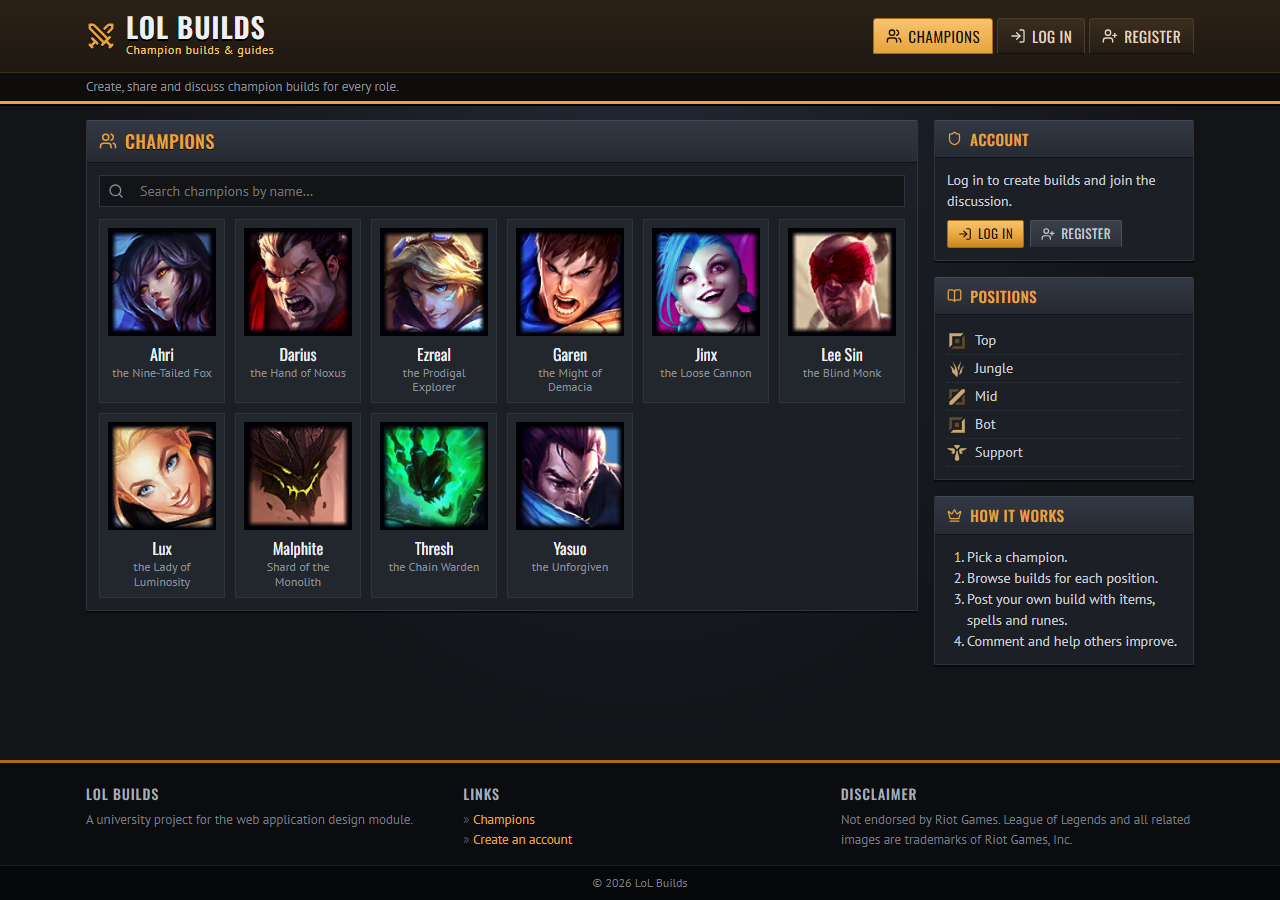 LOL BUILDS
Champion builds & guides
CHAMPIONS
LOG IN
REGISTER
Create, share and discuss champion builds for every role.
CHAMPIONS
Search champions by name...
Ahri
the Nine-Tailed Fox
Darius
the Hand of Noxus
Ezreal
the Prodigal
Explorer
Garen
the Might of
Demacia
Jinx
the Loose Cannon
Lee Sin
the Blind Monk
Lux
the Lady of
Luminosity
Malphite
Shard of the
Monolith
Thresh
the Chain Warden
Yasuo
the Unforgiven
ACCOUNT
Log in to create builds and join the
discussion.
LOG IN
REGISTER
POSITIONS
Top
Jungle
Mid
Bot
Support
HOW IT WORKS
1. Pick a champion.
2. Browse builds for each position.
3. Post your own build with items,
spells and runes.
4. Comment and help others improve.
LOL BUILDS
A university project for the web application design module.
LINKS
» Champions
» Create an account
DISCLAIMER
Not endorsed by Riot Games. League of Legends and all related
images are trademarks of Riot Games, Inc.
© 2026 LoL Builds